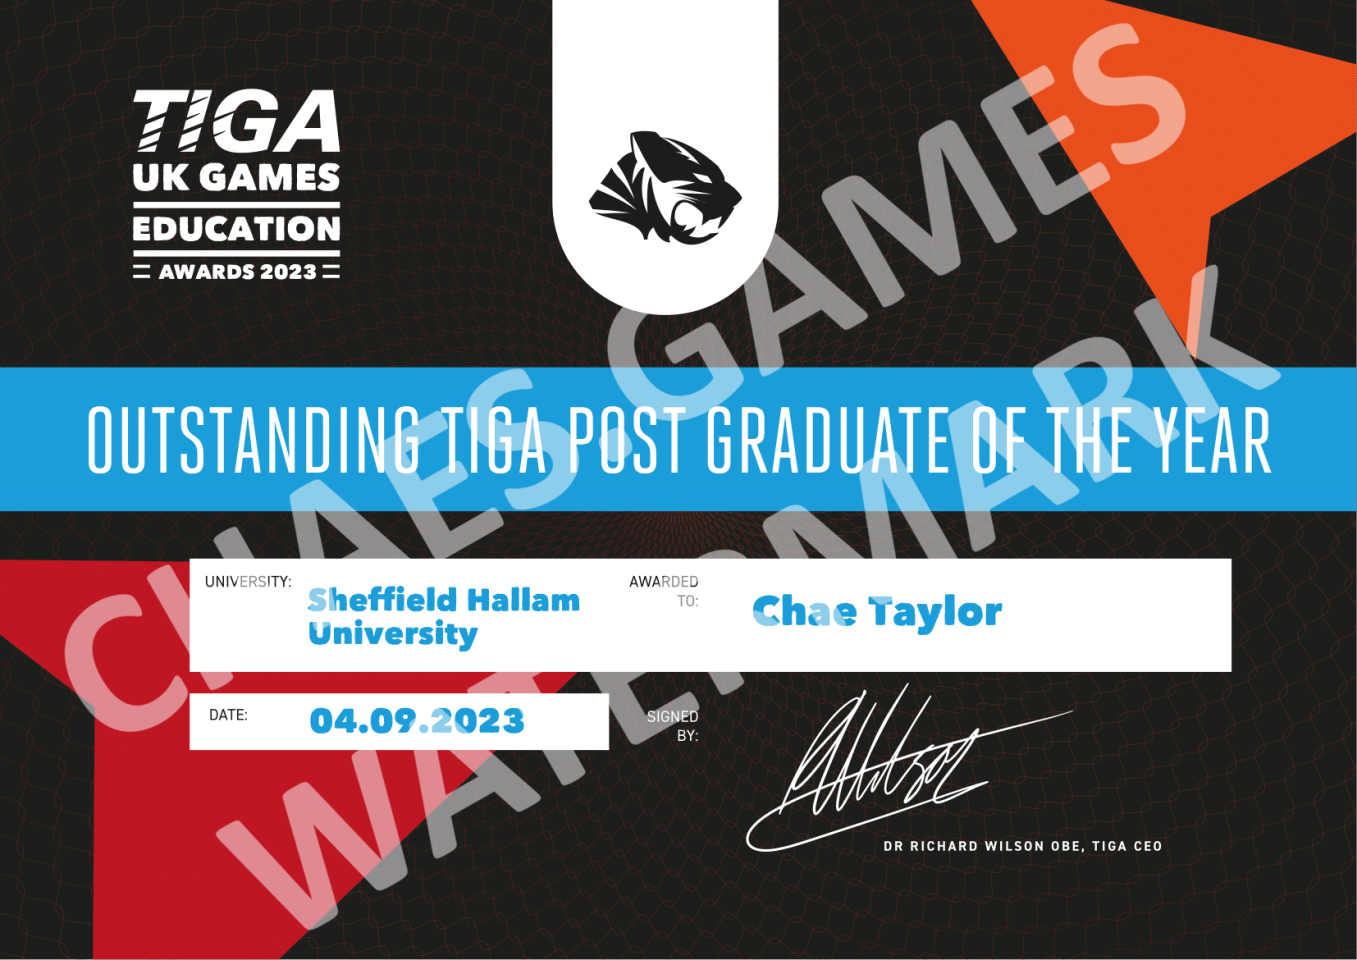 TIGA
UK GAMES
EDUCATION
AWARDS 2023
OUTSTANDING TIGA POST GRADUATE OF THE YEAR
UNIVERSITY:
Sheffield Hallam
University
AWARDED
TO:
Chae Taylor
DATE:
04.09.2023
SIGNED
BY:
DR RICHARD WILSON OBE, TIGA CEO
CHAES.GAMES
WATERMARK